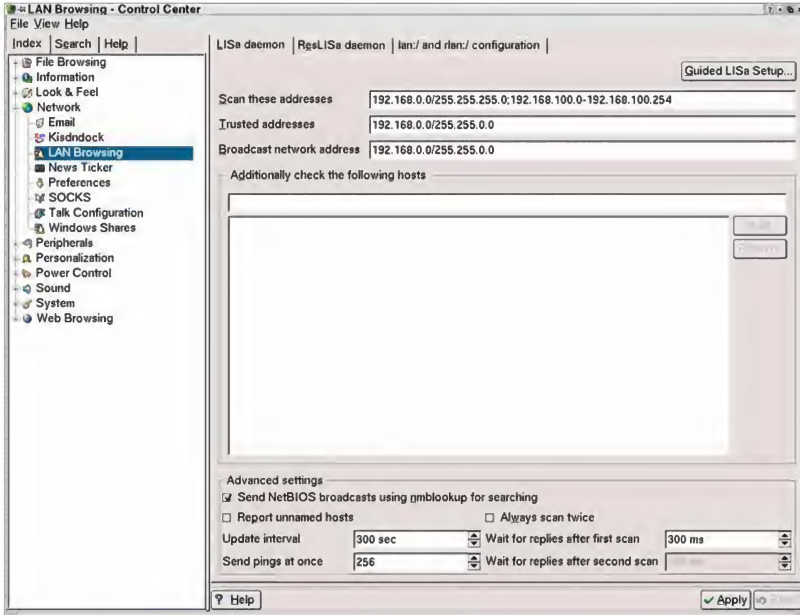 LAN Browsing - Control Center
File View Help
Index Search Help
File Browsing
Information
Look & Feel
Network
Email
Kisdndock
LAN Browsing
News Ticker
Preferences
SOCKS
Talk Configuration
Windows Shares
Peripherals
Personalization
Power Control
Sound
System
Web Browsing
LISa daemon ResLISa daemon lan:/ and rlan:/ configuration
Guided LISa Setup...
Scan these addresses 192.168.0.0/255.255.255.0;192.168.100.0-192.168.100.254
Trusted addresses 192.168.0.0/255.255.0.0
Broadcast network address 192.168.0.0/255.255.0.0
Additionally check the following hosts
Advanced settings
Send NetBIOS broadcasts using nmblookup for searching
Report unnamed hosts Always scan twice
Update interval 300 sec Wait for replies after first scan 300 ms
Send pings at once 256 Wait for replies after second scan
? Help Apply